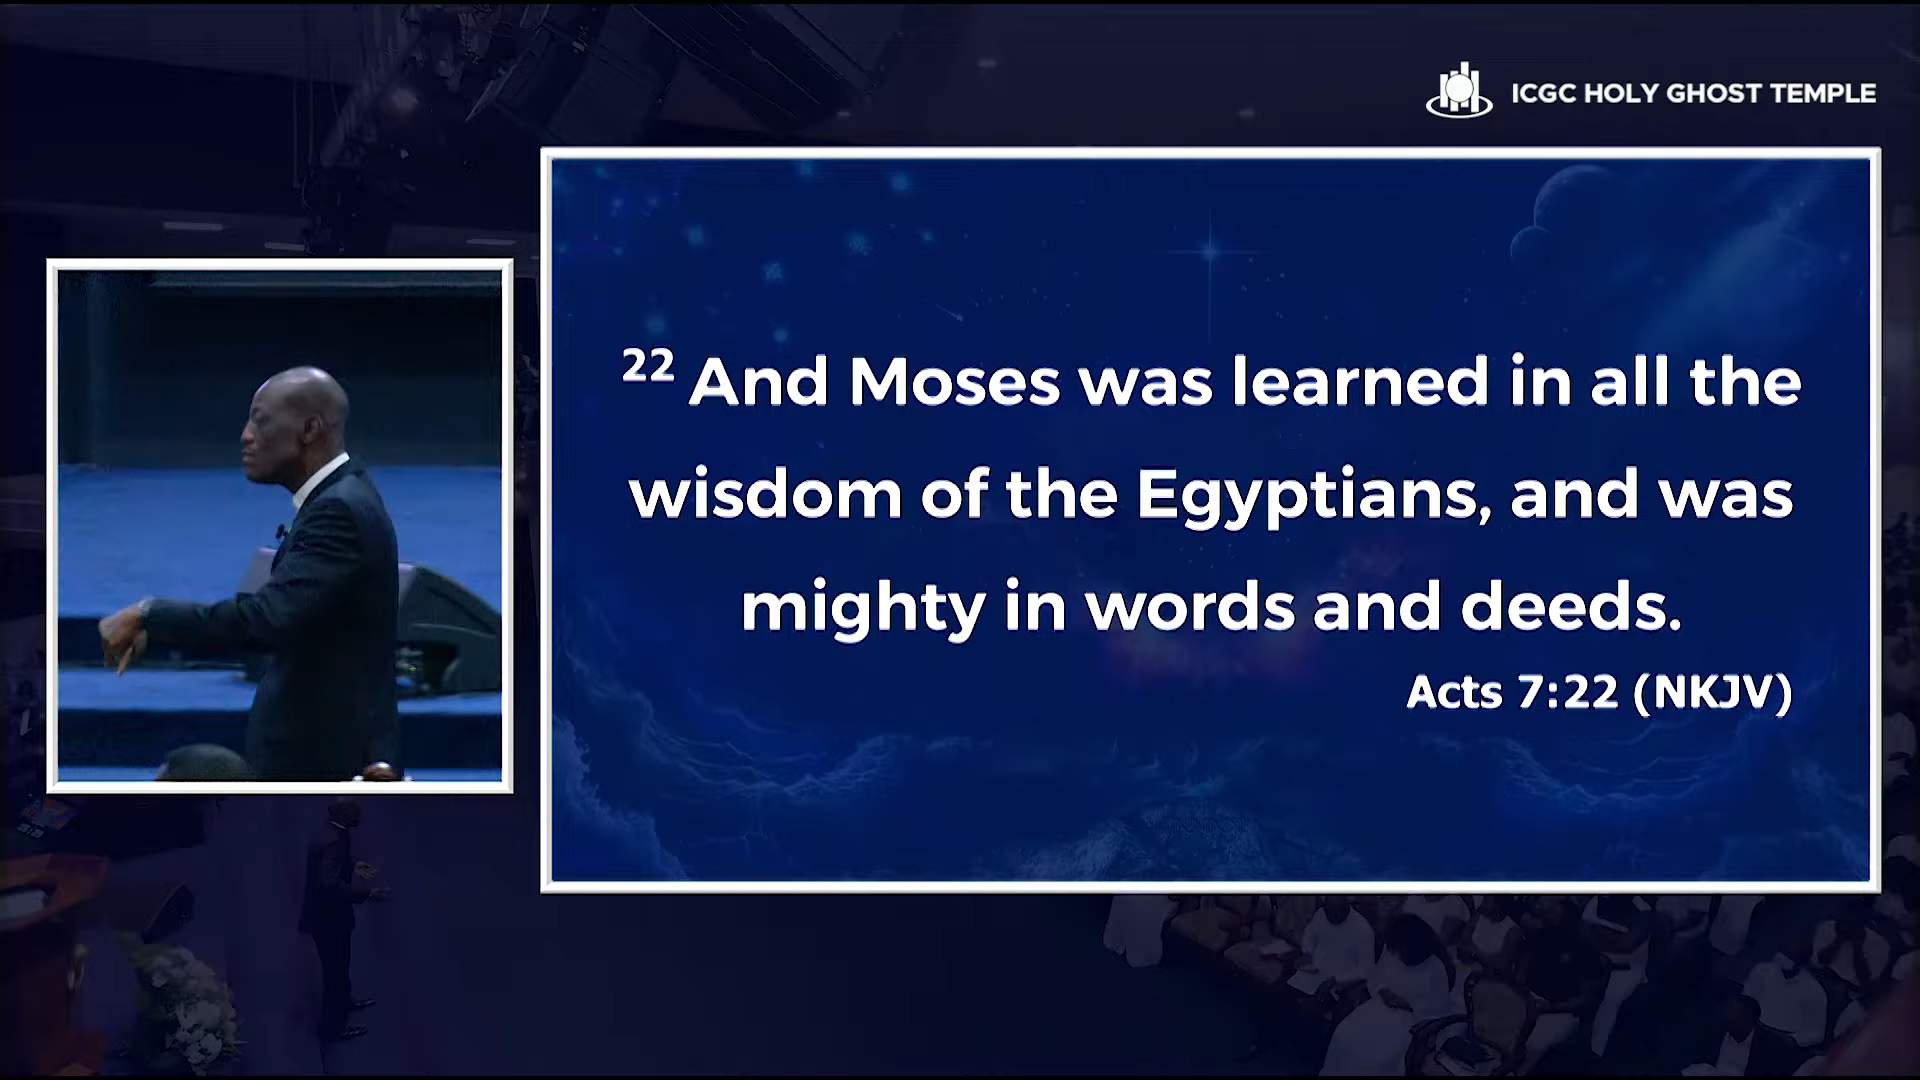 ICGC HOLY GHOST TEMPLE
22 And Moses was learned in all the
wisdom of the Egyptians, and was
mighty in words and deeds.
Acts 7:22 (NKJV)